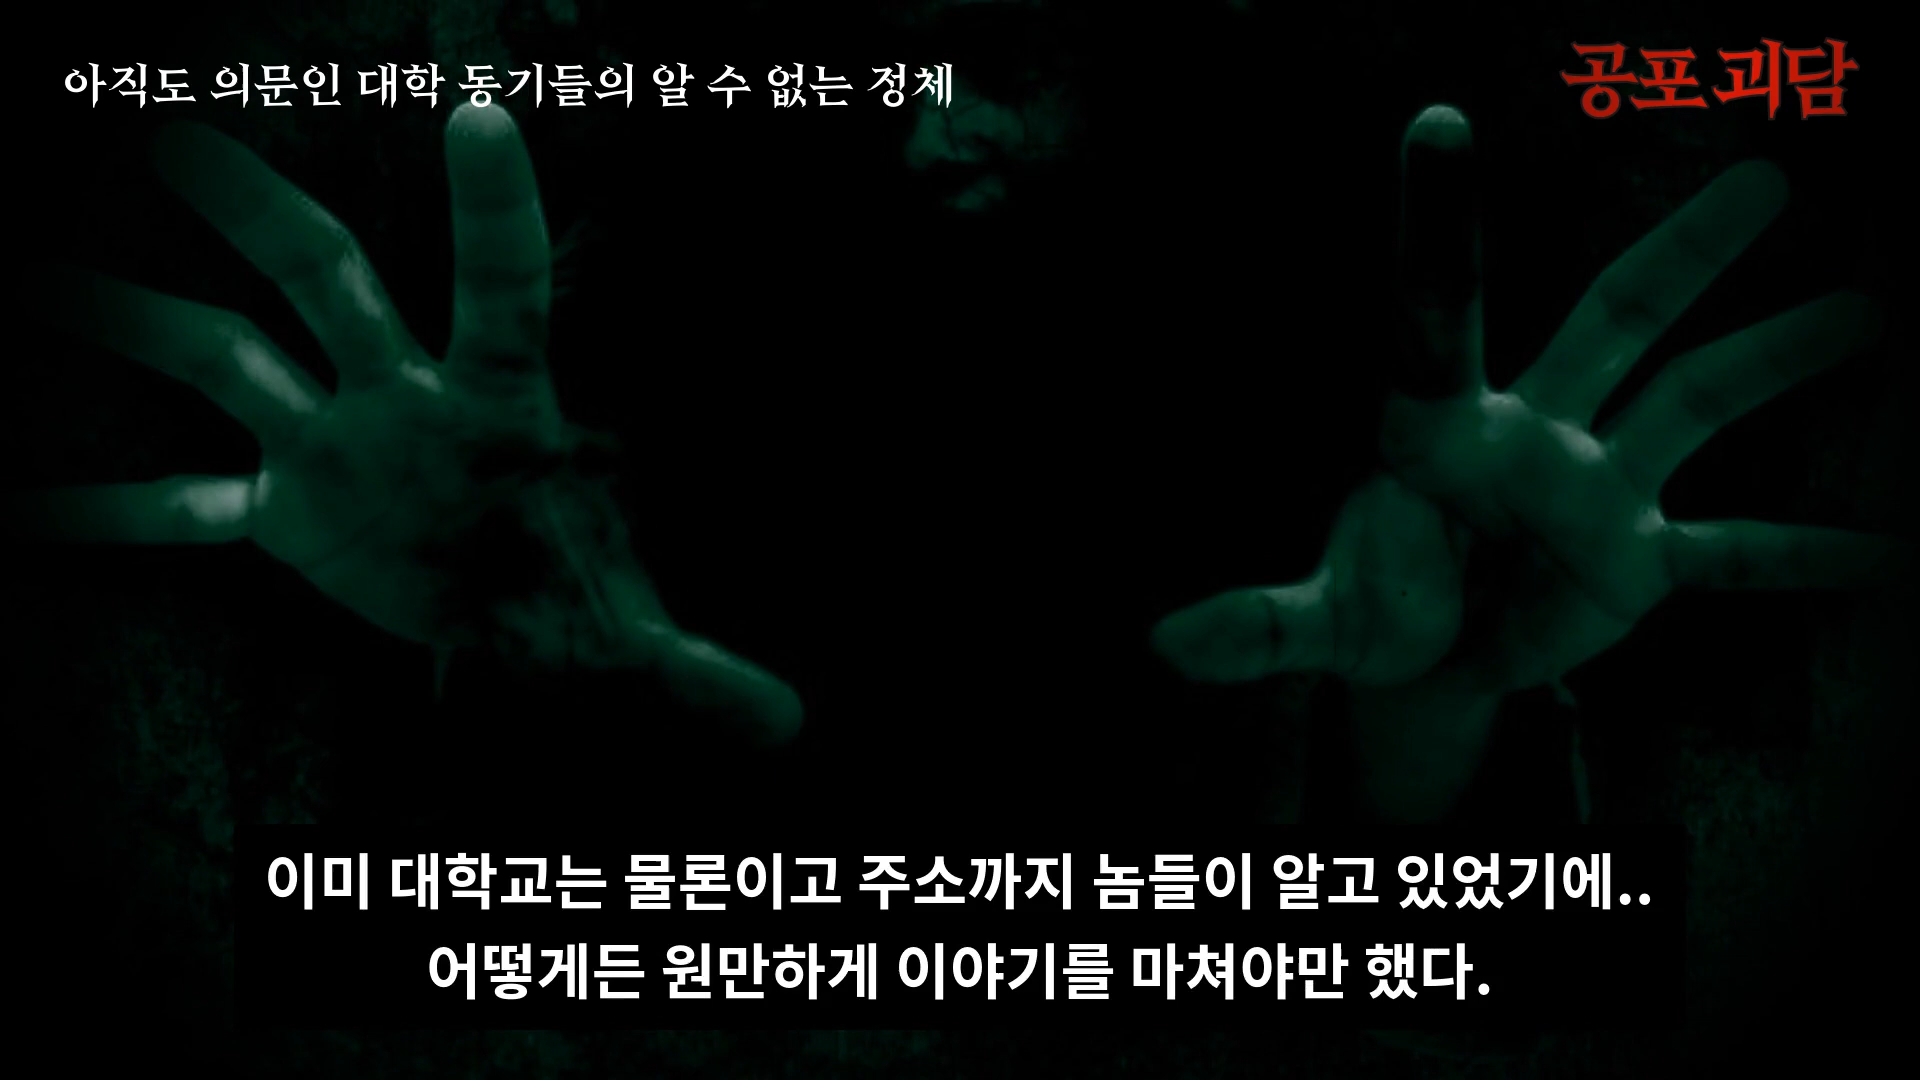 아직도 의문인 대학 동기들의 알 수 없는 정체
공포 괴담
이미 대학교는 물론이고 주소까지 놈들이 알고 있었기에..
어떻게든 원만하게 이야기를 마쳐야만 했다.